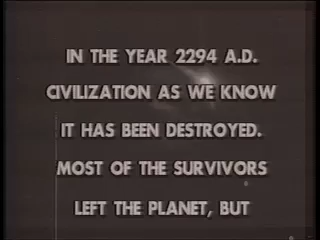 IN THE YEAR 2294 A.D.
CIVILIZATION AS WE KNOW
IT HAS BEEN DESTROYED.
MOST OF THE SURVIVORS
LEFT THE PLANET, BUT